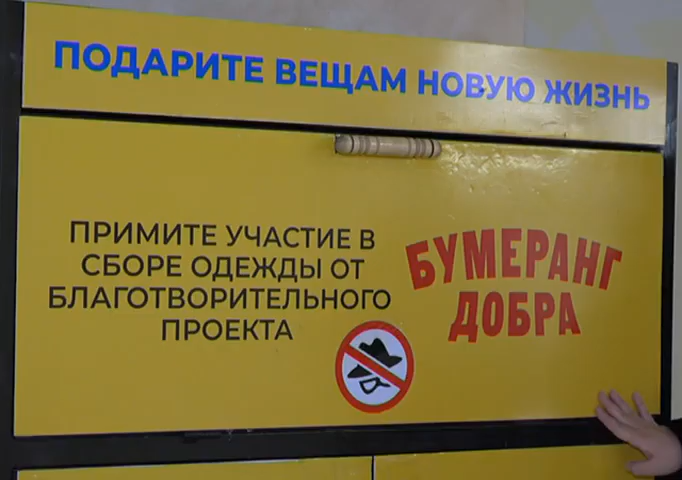 ПОДАРИТЕ ВЕЩАМ НОВУЮ ЖИЗНЬ
ПРИМИТЕ УЧАСТИЕ В
СБОРЕ ОДЕЖДЫ ОТ
БЛАГОТВОРИТЕЛЬНОГО
ПРОЕКТА
БУМЕРАНГ
ДОБРА